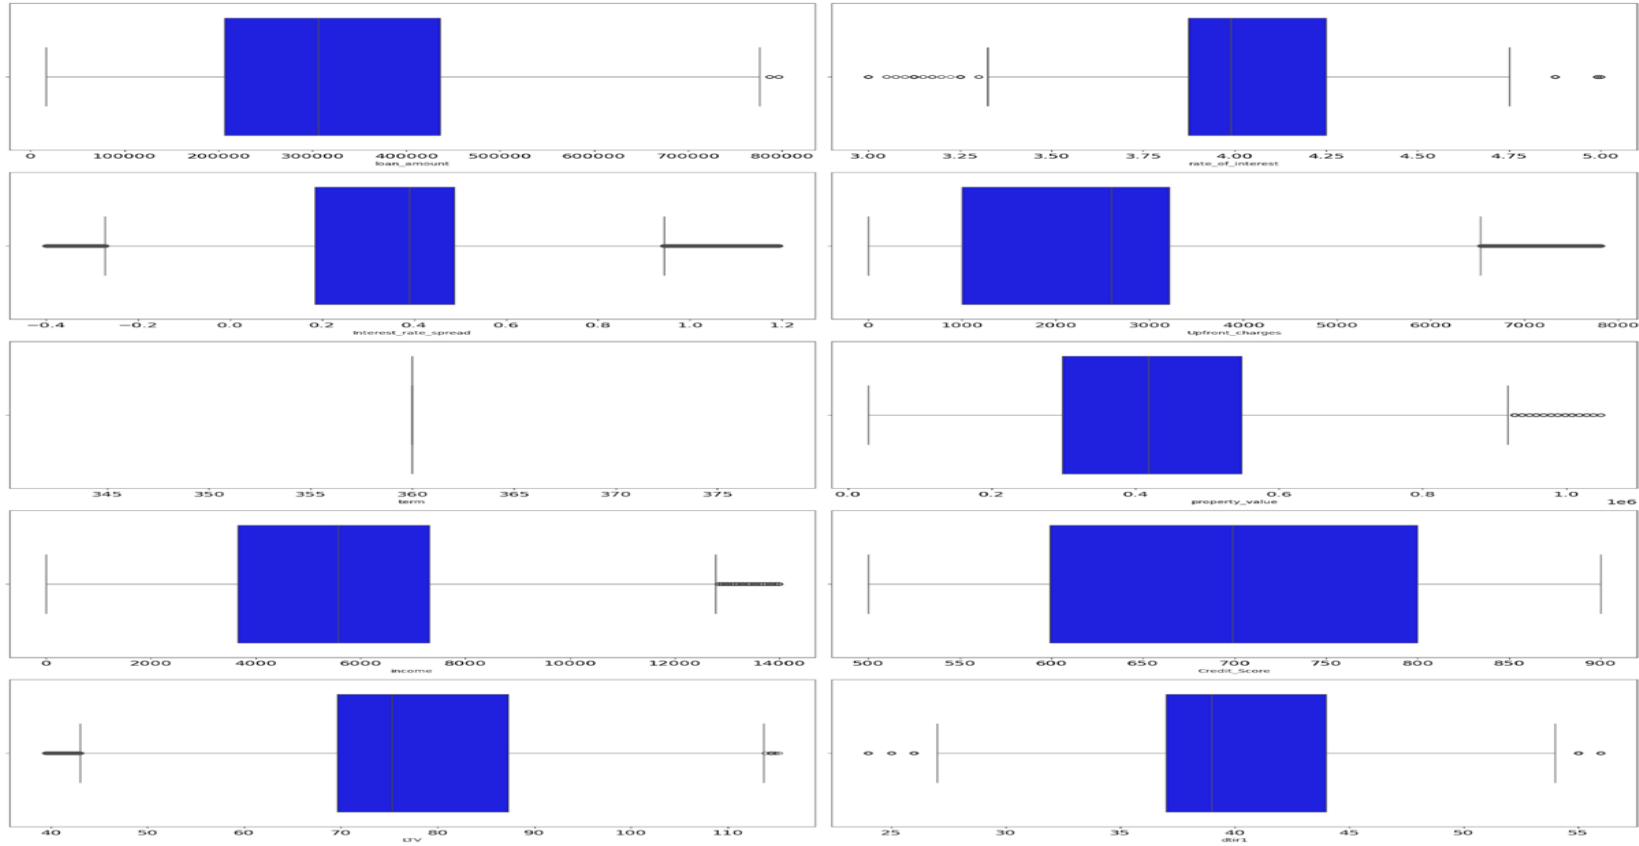 0 100000 200000 300000 400000 500000 600000 700000 800000
loan_amount
3.00 3.25 3.50 3.75 4.00 4.25 4.50 4.75 5.00
rate_of_interest
−0.4 −0.2 0.0 0.2 0.4 0.6 0.8 1.0 1.2
Interest_rate_spread
0 1000 2000 3000 4000 5000 6000 7000 8000
Upfront_charges
345 350 355 360 365 370 375
term
0.0 0.2 0.4 0.6 0.8 1.0
1e6
property_value
0 2000 4000 6000 8000 10000 12000 14000
income
500 550 600 650 700 750 800 850 900
Credit_Score
40 50 60 70 80 90 100 110
LTV
25 30 35 40 45 50 55
dtir1